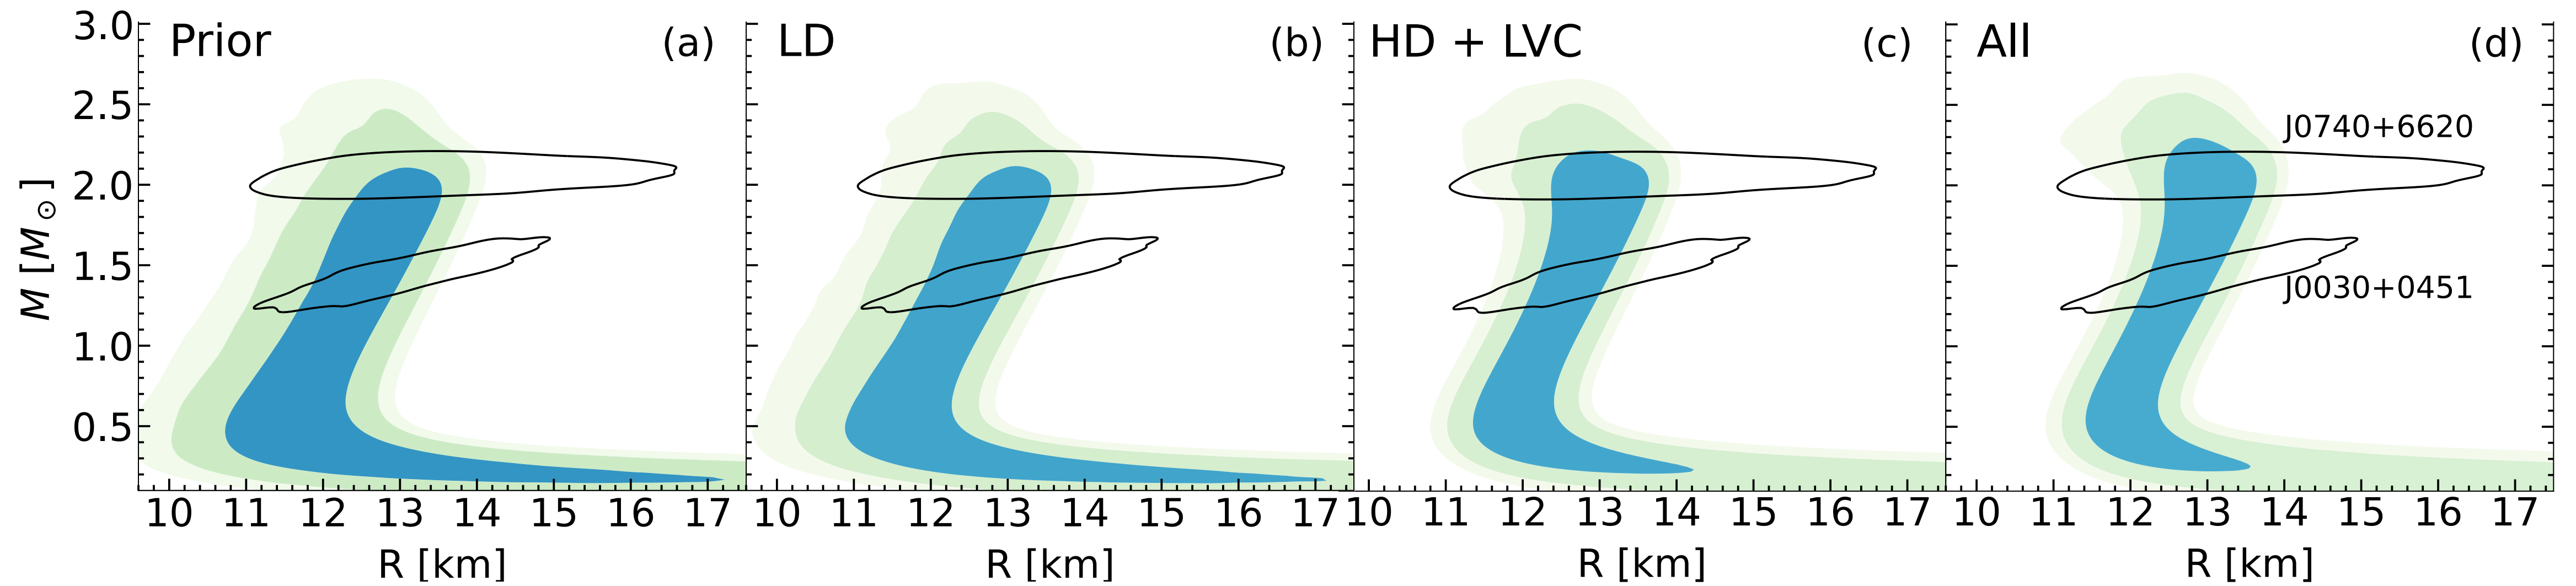 Prior (a)
LD (b)
HD + LVC (c)
All (d)
M [M⊙]
3.0
2.5
2.0
1.5
1.0
0.5
J0740+6620
J0030+0451
10 11 12 13 14 15 16 17
10 11 12 13 14 15 16 17
10 11 12 13 14 15 16 17
10 11 12 13 14 15 16 17
R [km]
R [km]
R [km]
R [km]